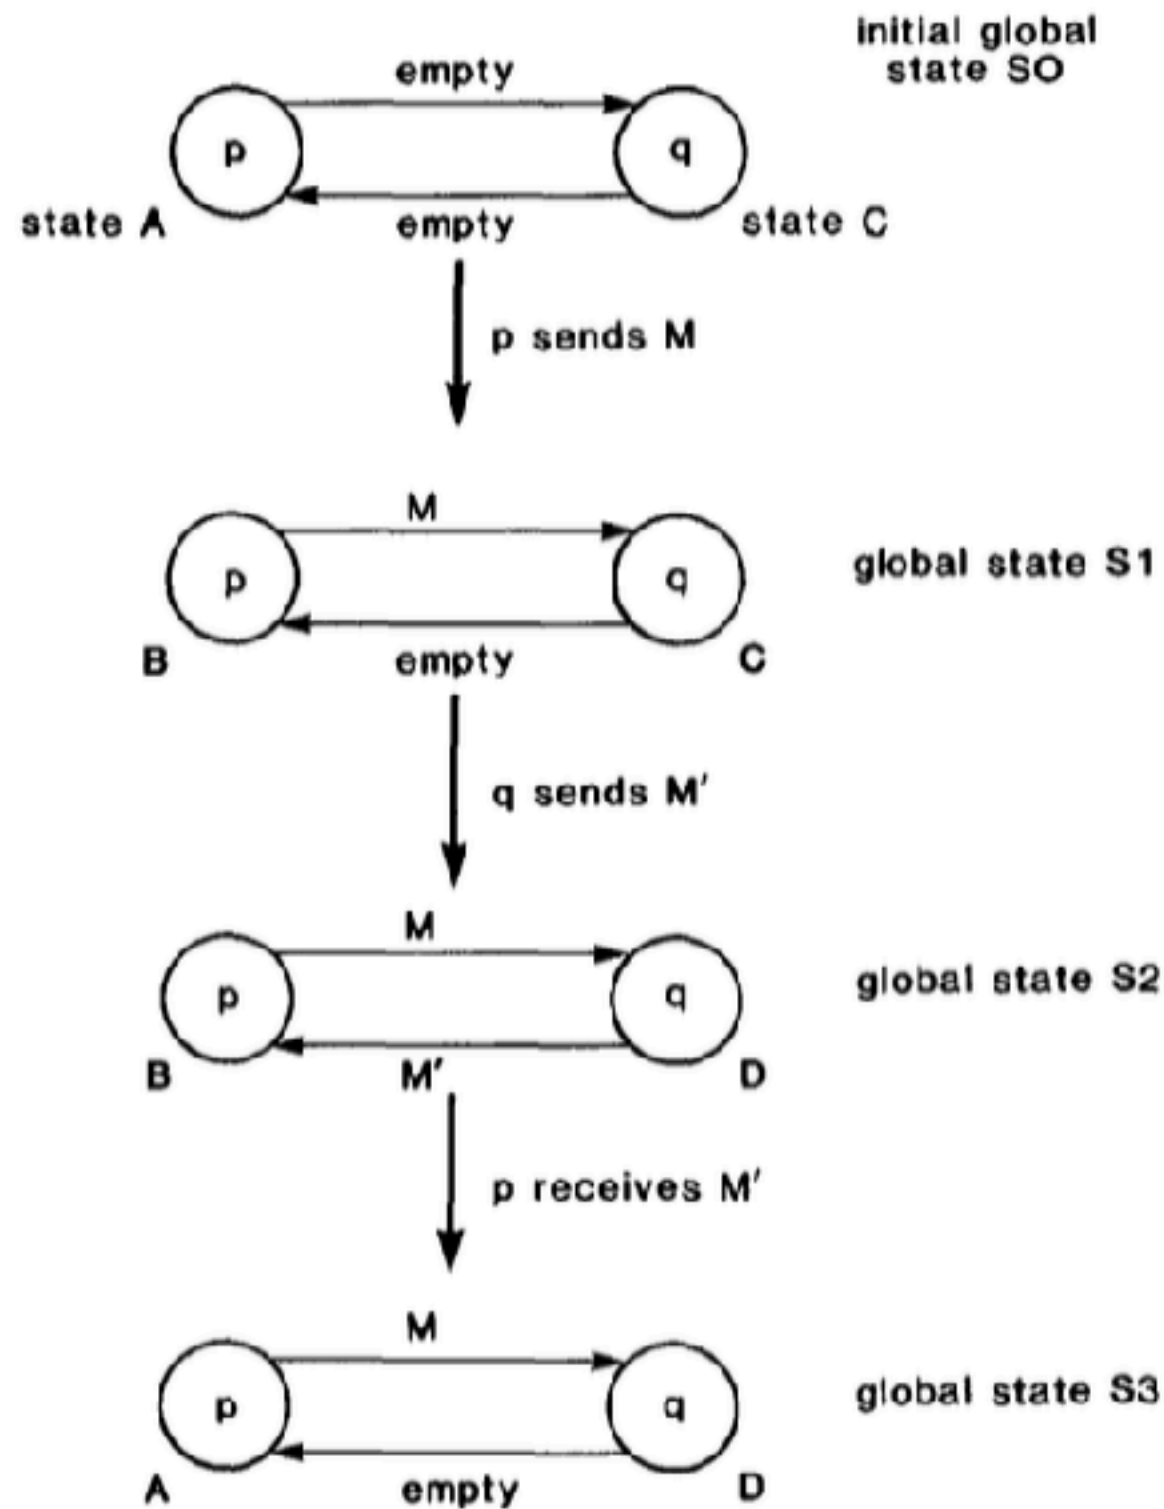 initial global
state SO
empty
p
q
state A
empty
state C
p sends M
M
p
q
global state S1
B
empty
C
q sends M′
M
p
q
global state S2
B
M′
D
p receives M′
M
p
q
global state S3
A
empty
D